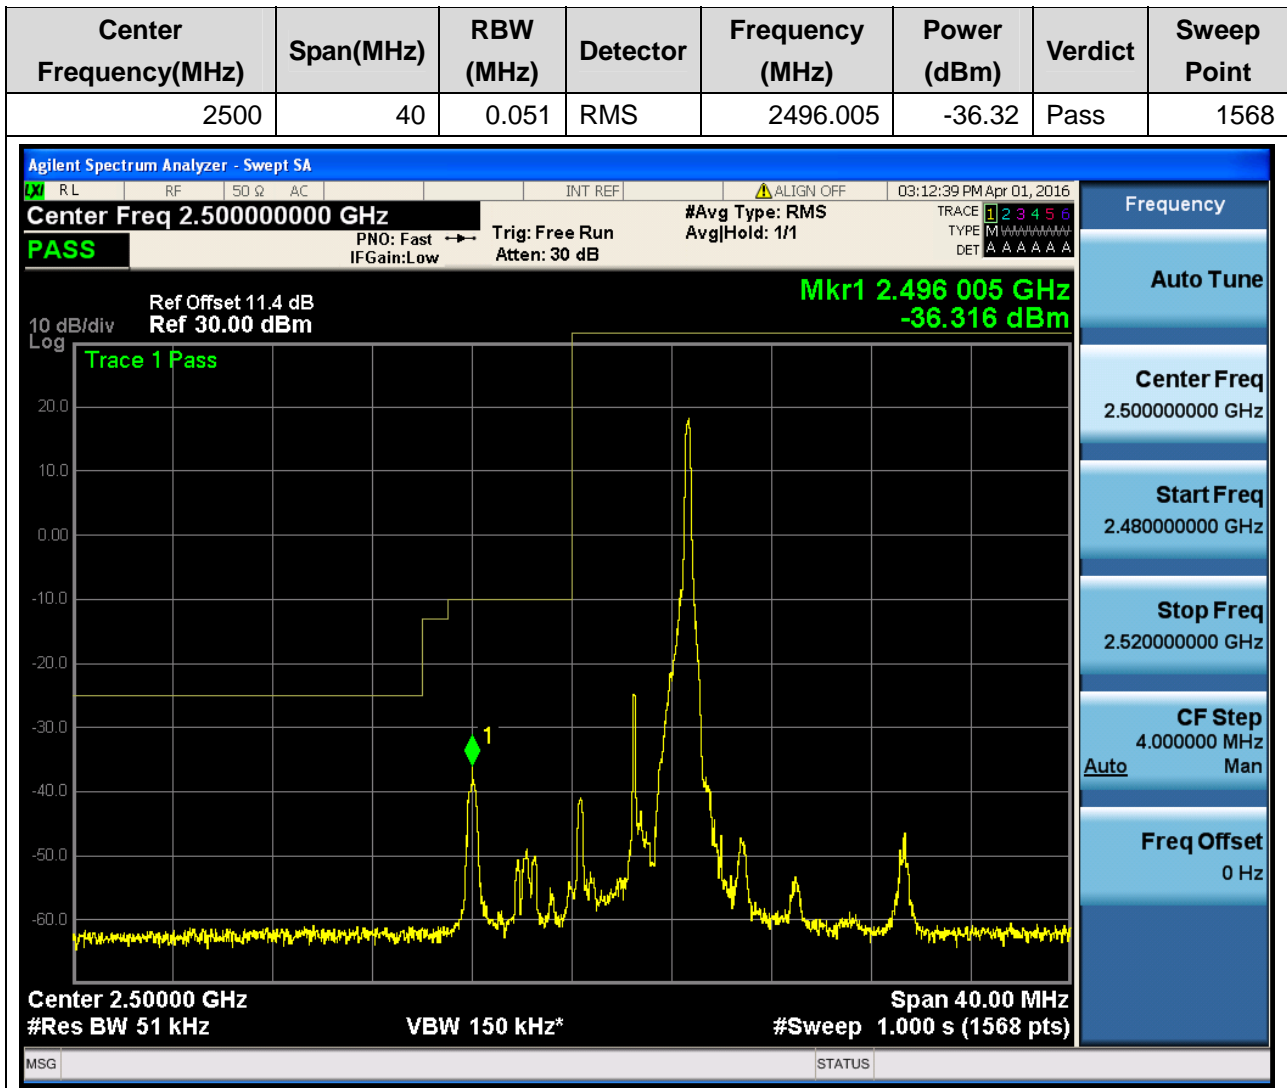 Center Frequency(MHz) Span(MHz) RBW (MHz) Detector Frequency (MHz) Power (dBm) Verdict Sweep Point
2500 40 0.051 RMS 2496.005 -36.32 Pass 1568
Agilent Spectrum Analyzer - Swept SA
LXI RL RF 50 Ω AC INT REF ALIGN OFF 03:12:39 PM Apr 01, 2016
Center Freq 2.500000000 GHz
#Avg Type: RMS
TRACE 1 2 3 4 5 6
PASS
PNO: Fast
IFGain:Low
Trig: Free Run
Atten: 30 dB
Avg|Hold: 1/1
TYPE M
DET A A A A A A
Mkr1 2.496 005 GHz
-36.316 dBm
Ref Offset 11.4 dB
10 dB/div Ref 30.00 dBm
Log
Trace 1 Pass
20.0
10.0
0.00
-10.0
-20.0
-30.0
1
-40.0
-50.0
-60.0
Center 2.50000 GHz Span 40.00 MHz
#Res BW 51 kHz VBW 150 kHz* #Sweep 1.000 s (1568 pts)
MSG STATUS
Frequency
Auto Tune
Center Freq
2.500000000 GHz
Start Freq
2.480000000 GHz
Stop Freq
2.520000000 GHz
CF Step
4.000000 MHz
Auto Man
Freq Offset
0 Hz